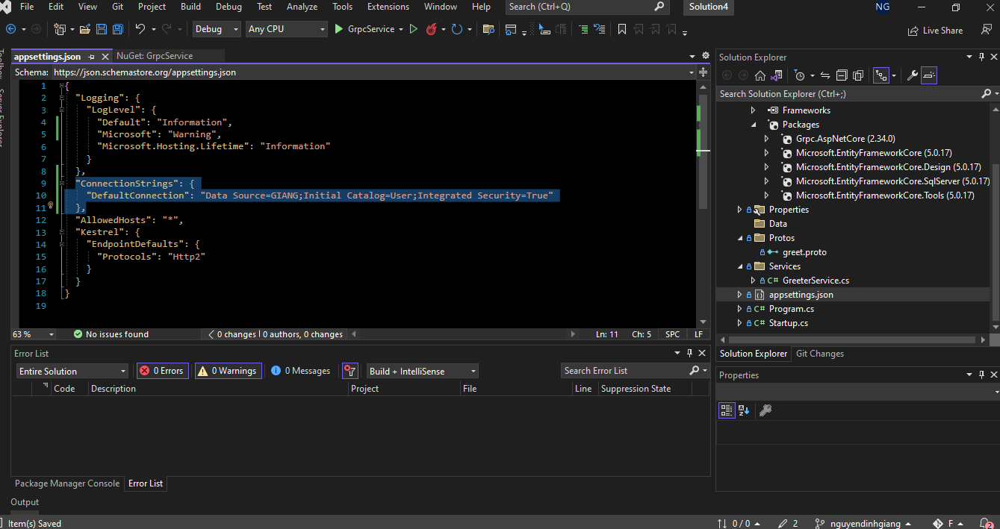 File Edit View Git Project Build Debug Test Analyze Tools Extensions Window Help Search (Ctrl+Q) Solution4 NG
Debug Any CPU GrpcService Live Share
Toolbox
Server Explorer
appsettings.json NuGet: GrpcService
Schema: https://json.schemastore.org/appsettings.json
1 {
2 "Logging": {
3 "LogLevel": {
4 "Default": "Information",
5 "Microsoft": "Warning",
6 "Microsoft.Hosting.Lifetime": "Information"
7 }
8 },
9 "ConnectionStrings": {
10 "DefaultConnection": "Data Source=GIANG;Initial Catalog=User;Integrated Security=True"
11 },
12 "AllowedHosts": "*",
13 "Kestrel": {
14 "EndpointDefaults": {
15 "Protocols": "Http2"
16 }
17 }
18 }
19
63 % No issues found 0 changes | 0 authors, 0 changes Ln: 11 Ch: 5 SPC LF
Error List
Entire Solution 0 Errors 0 Warnings 0 Messages Build + IntelliSense Search Error List
Code Description Project File Line Suppression State
Package Manager Console Error List
Output
Solution Explorer
Search Solution Explorer (Ctrl+;)
Frameworks
Packages
Grpc.AspNetCore (2.34.0)
Microsoft.EntityFrameworkCore (5.0.17)
Microsoft.EntityFrameworkCore.Design (5.0.17)
Microsoft.EntityFrameworkCore.SqlServer (5.0.17)
Microsoft.EntityFrameworkCore.Tools (5.0.17)
Properties
Data
Protos
greet.proto
Services
C# GreeterService.cs
appsettings.json
C# Program.cs
C# Startup.cs
Solution Explorer Git Changes
Properties
Item(s) Saved 0 / 0 2 nguyendinhgiang F 2